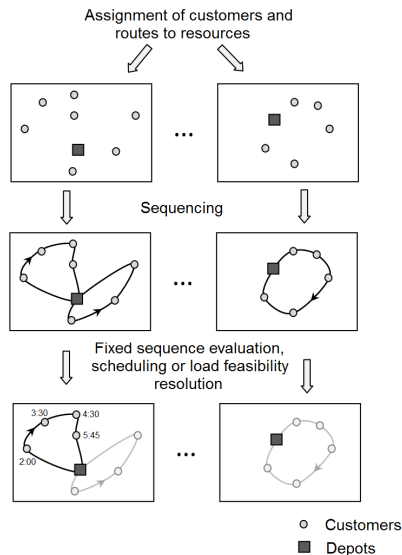 Assignment of customers and
routes to resources
...
Sequencing
...
Fixed sequence evaluation,
scheduling or load feasibility
resolution
3:30
4:30
5:45
2:00
...
Customers
Depots